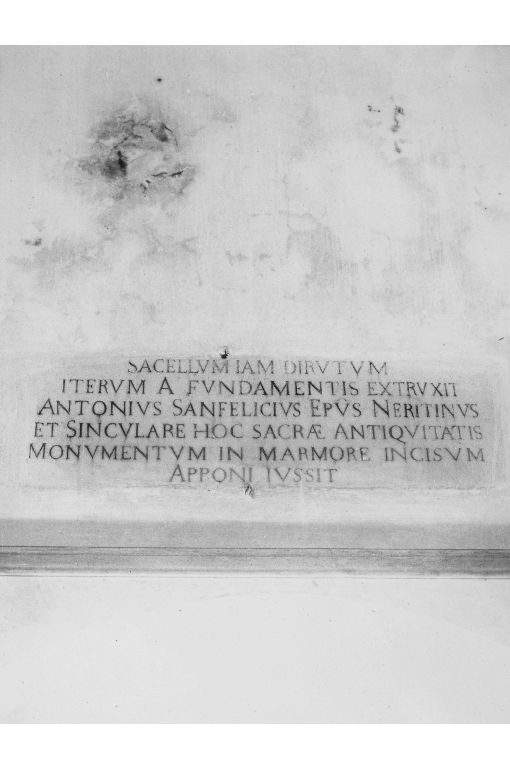 SACELLVM IAM DIRVTVM
ITERVM A FVNDAMENTIS EXTRVXIT
ANTONIVS SANFELICIVS EPVS NERITINVS
ET SINCVLARE HOC SACRÆ ANTIQVITATIS
MONVMENTVM IN MARMORE INCISVM
APPONI IVSSIT